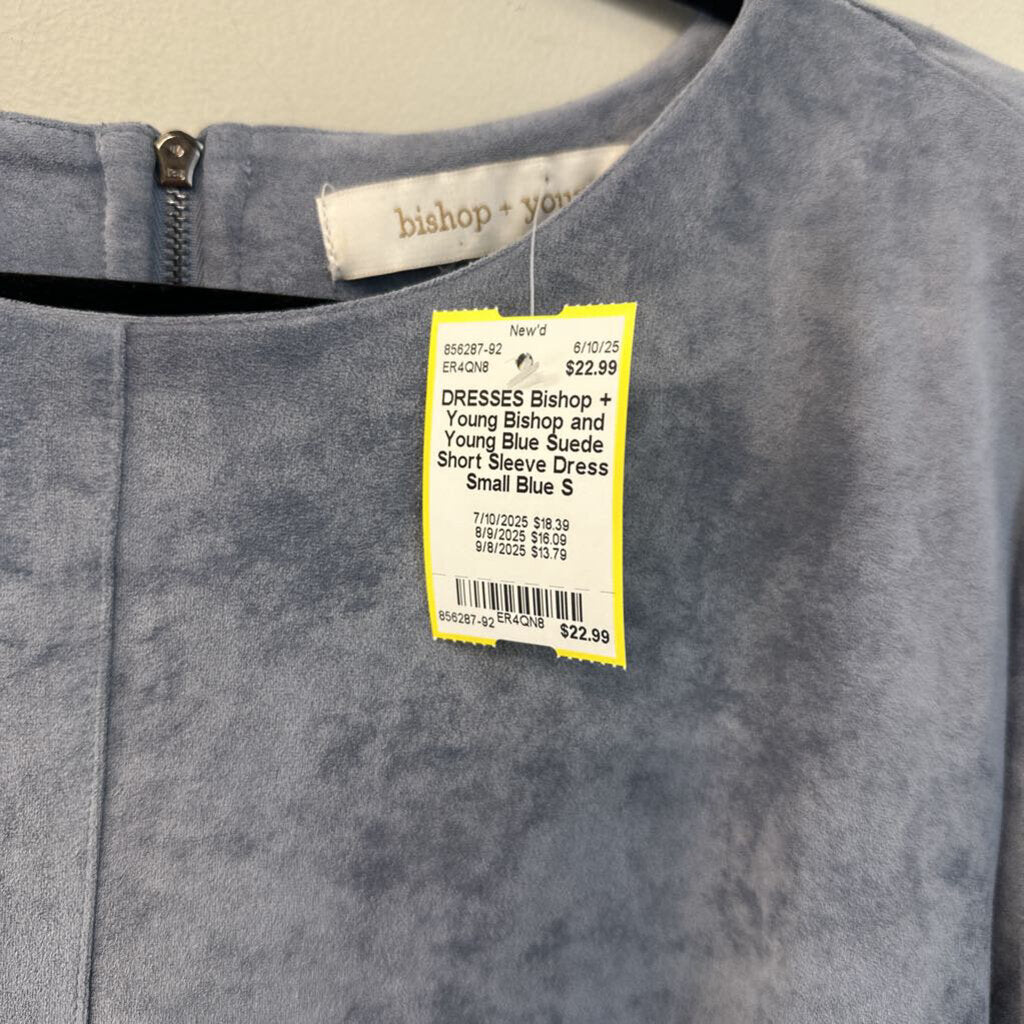 bishop + you
New'd
856287-92 6/10/25
ER4QN8 $22.99
DRESSES Bishop +
Young Bishop and
Young Blue Suede
Short Sleeve Dress
Small Blue S
7/10/2025 $18.39
8/9/2025 $16.09
9/8/2025 $13.79
856287-92 ER4QN8 $22.99